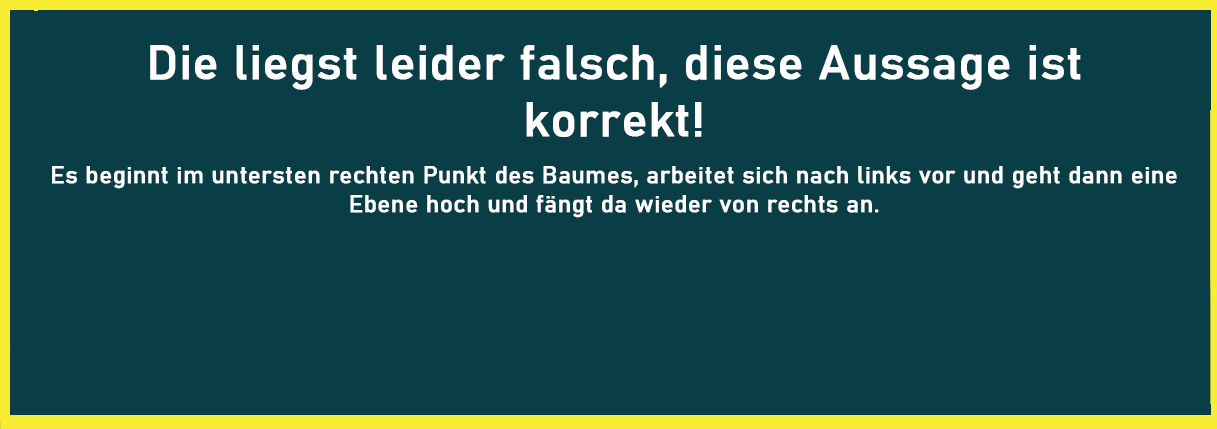 Die liegst leider falsch, diese Aussage ist
korrekt!
Es beginnt im untersten rechten Punkt des Baumes, arbeitet sich nach links vor und geht dann eine
Ebene hoch und fängt da wieder von rechts an.